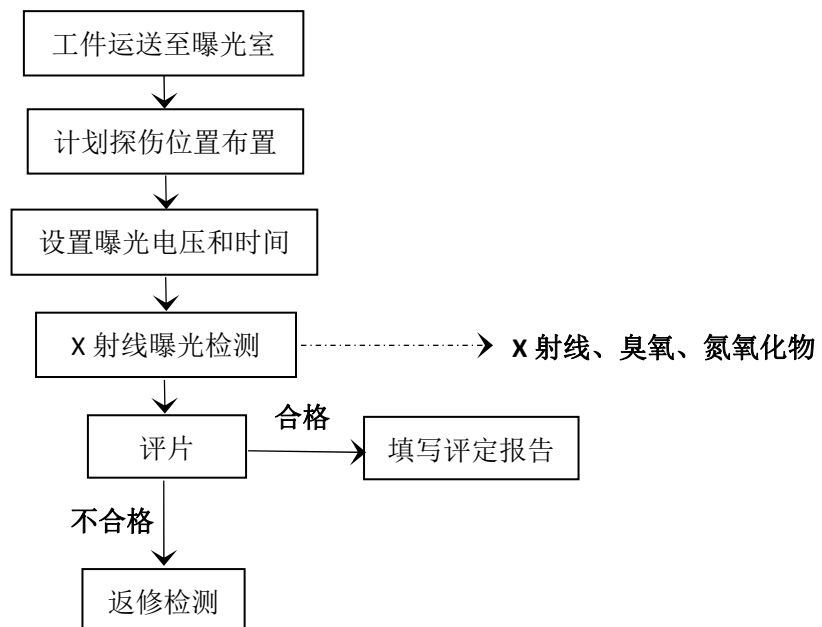 工件运送至曝光室
计划探伤位置布置
设置曝光电压和时间
X 射线曝光检测
X 射线、臭氧、氮氧化物
评片
合格
填写评定报告
不合格
返修检测